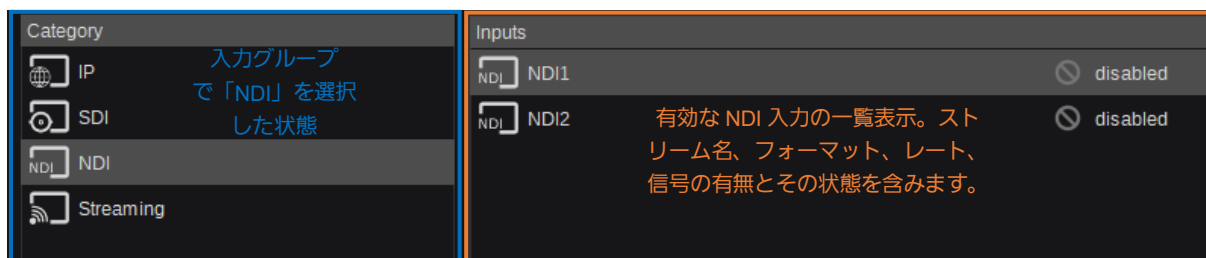 Category
IP
SDI
NDI NDI
Streaming
入力グループ
で「NDI」を選択
した状態
Inputs
NDI NDI1 disabled
NDI NDI2 disabled
有効な NDI 入力の一覧表示。スト
リーム名、フォーマット、レート、
信号の有無とその状態を含みます。